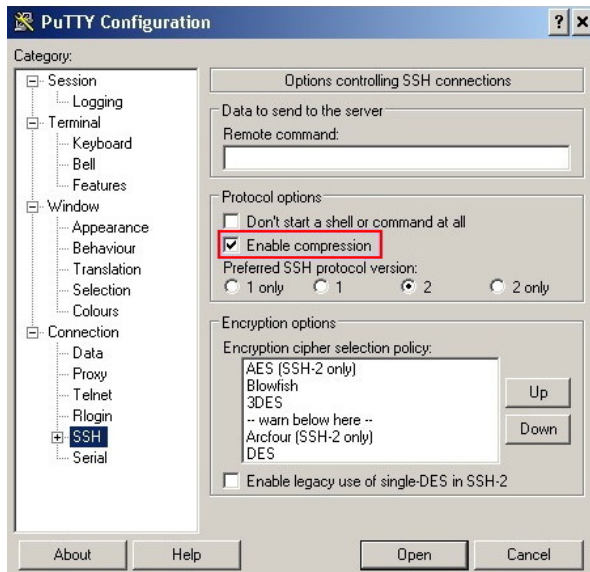 PuTTY Configuration
Category:
Session
Logging
Terminal
Keyboard
Bell
Features
Window
Appearance
Behaviour
Translation
Selection
Colours
Connection
Data
Proxy
Telnet
Rlogin
SSH
Serial
Options controlling SSH connections
Data to send to the server
Remote command:
Protocol options
Don't start a shell or command at all
Enable compression
Preferred SSH protocol version:
1 only 1 2 2 only
Encryption options
Encryption cipher selection policy:
AES (SSH-2 only)
Blowfish
3DES
-- warn below here --
Arcfour (SSH-2 only)
DES
Up
Down
Enable legacy use of single-DES in SSH-2
About Help Open Cancel